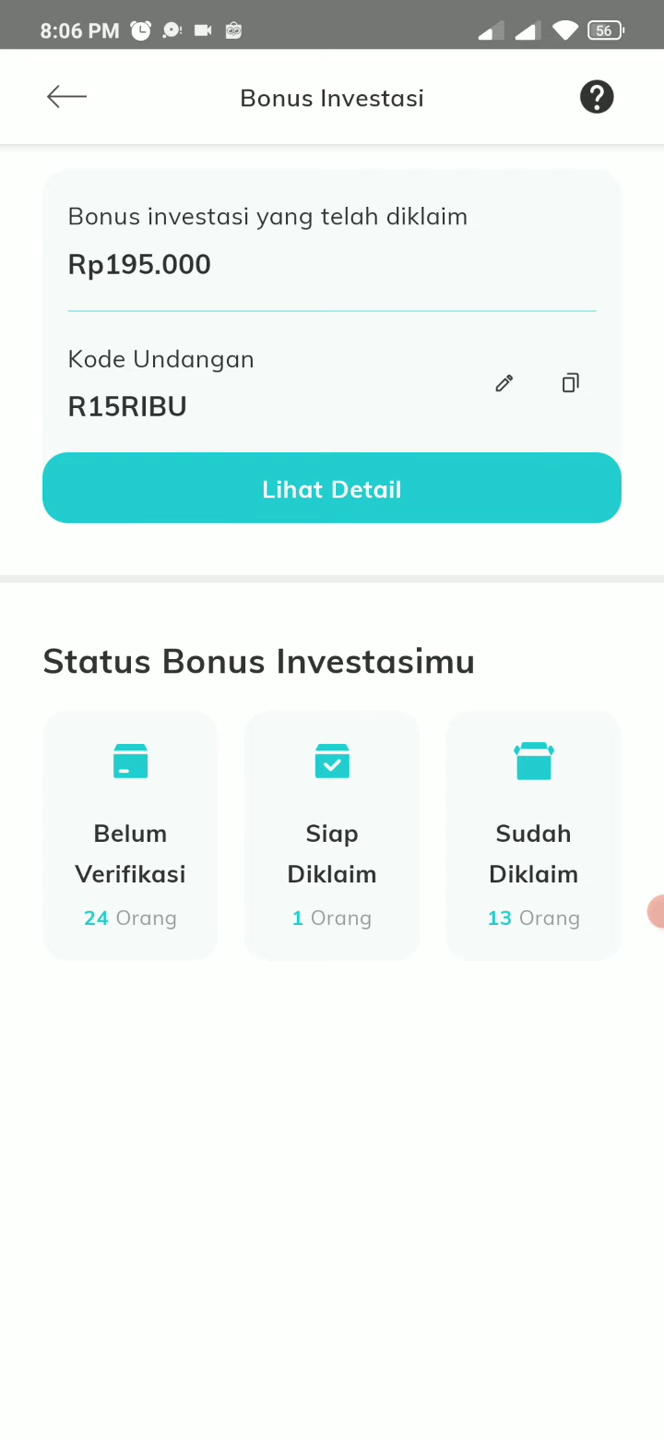 8:06 PM
56
Bonus Investasi
?
Bonus investasi yang telah diklaim
Rp195.000
Kode Undangan
R15RIBU
Lihat Detail
Status Bonus Investasimu
Belum
Verifikasi
24 Orang
Siap
Diklaim
1 Orang
Sudah
Diklaim
13 Orang